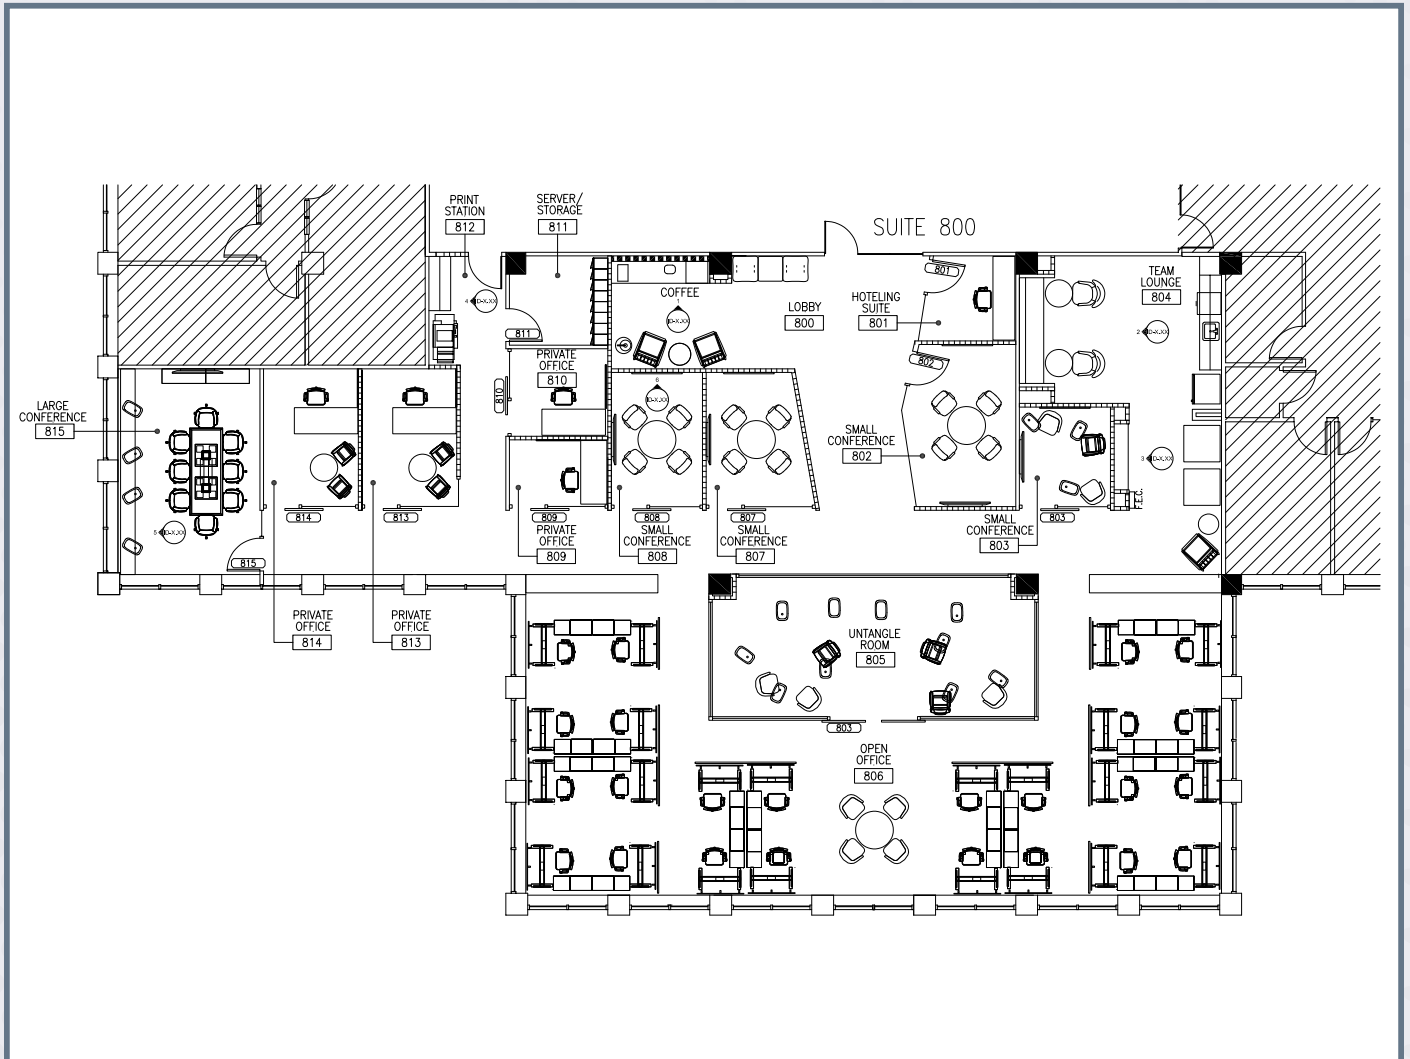 PRINT
STATION
812
SERVER/
STORAGE
811
SUITE 800
COFFEE
LOBBY
800
HOTELING
SUITE
801
801
TEAM
LOUNGE
804
811
PRIVATE
OFFICE
810
810
802
LARGE
CONFERENCE
815
SMALL
CONFERENCE
802
F.E.C.
814
813
809
808
807
803
PRIVATE
OFFICE
809
SMALL
CONFERENCE
808
SMALL
CONFERENCE
807
SMALL
CONFERENCE
803
815
PRIVATE
OFFICE
814
PRIVATE
OFFICE
813
UNTANGLE
ROOM
805
803
OPEN
OFFICE
806